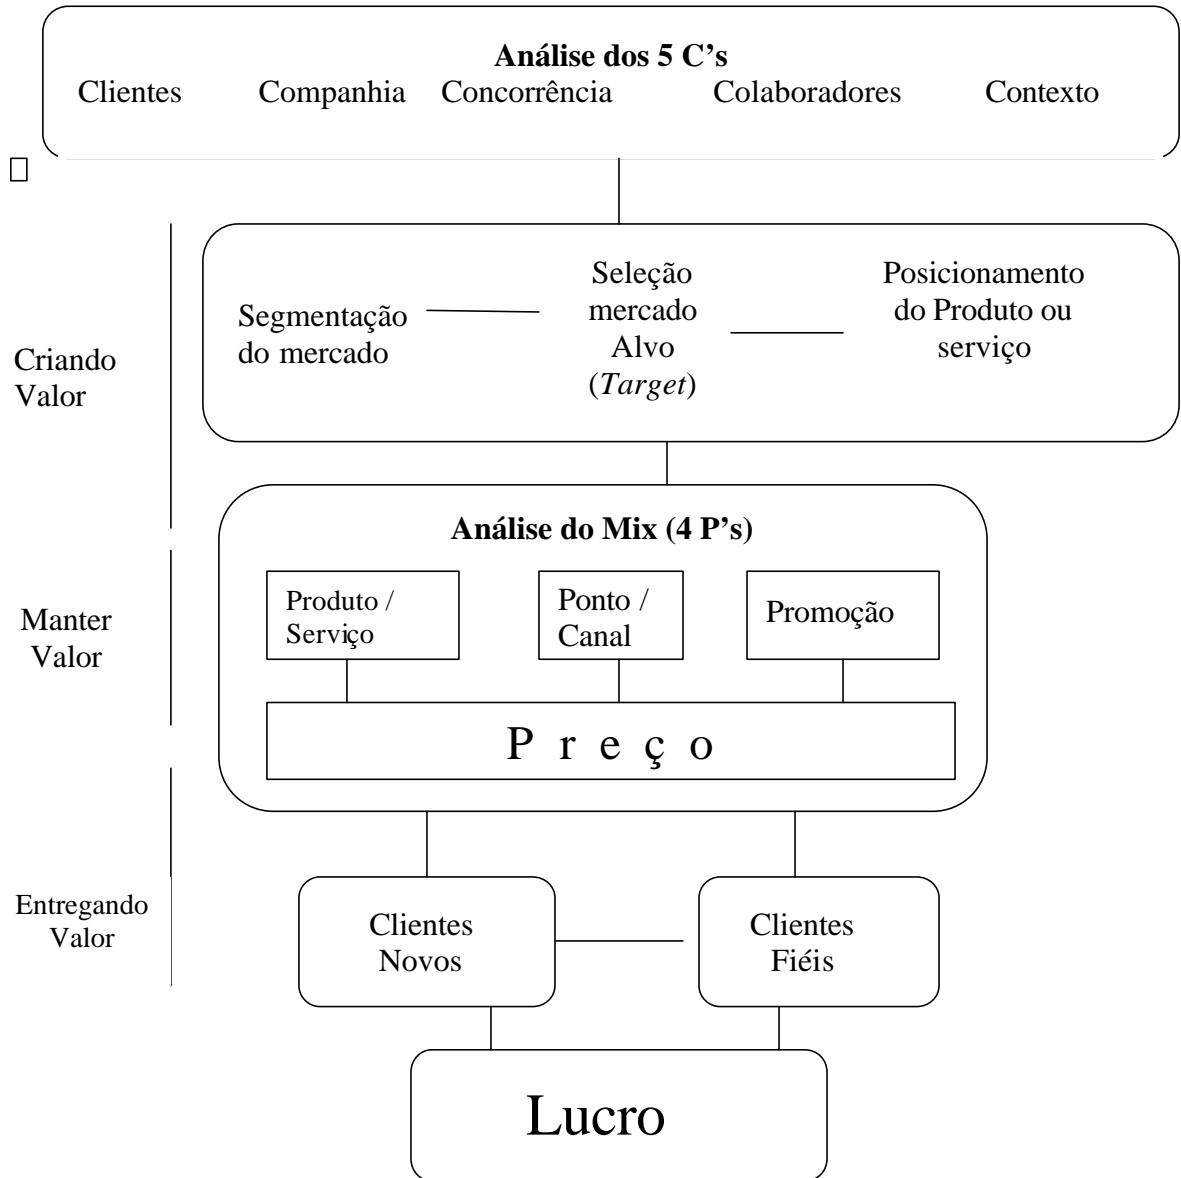 Análise dos 5 C’s
Clientes Companhia Concorrência Colaboradores Contexto
Criando
Valor
Segmentação
do mercado
Seleção
mercado
Alvo
(Target)
Posicionamento
do Produto ou
serviço
Manter
Valor
Análise do Mix (4 P’s)
Produto /
Serviço
Ponto /
Canal
Promoção
P r e ç o
Entregando
Valor
Clientes
Novos
Clientes
Fiéis
Lucro